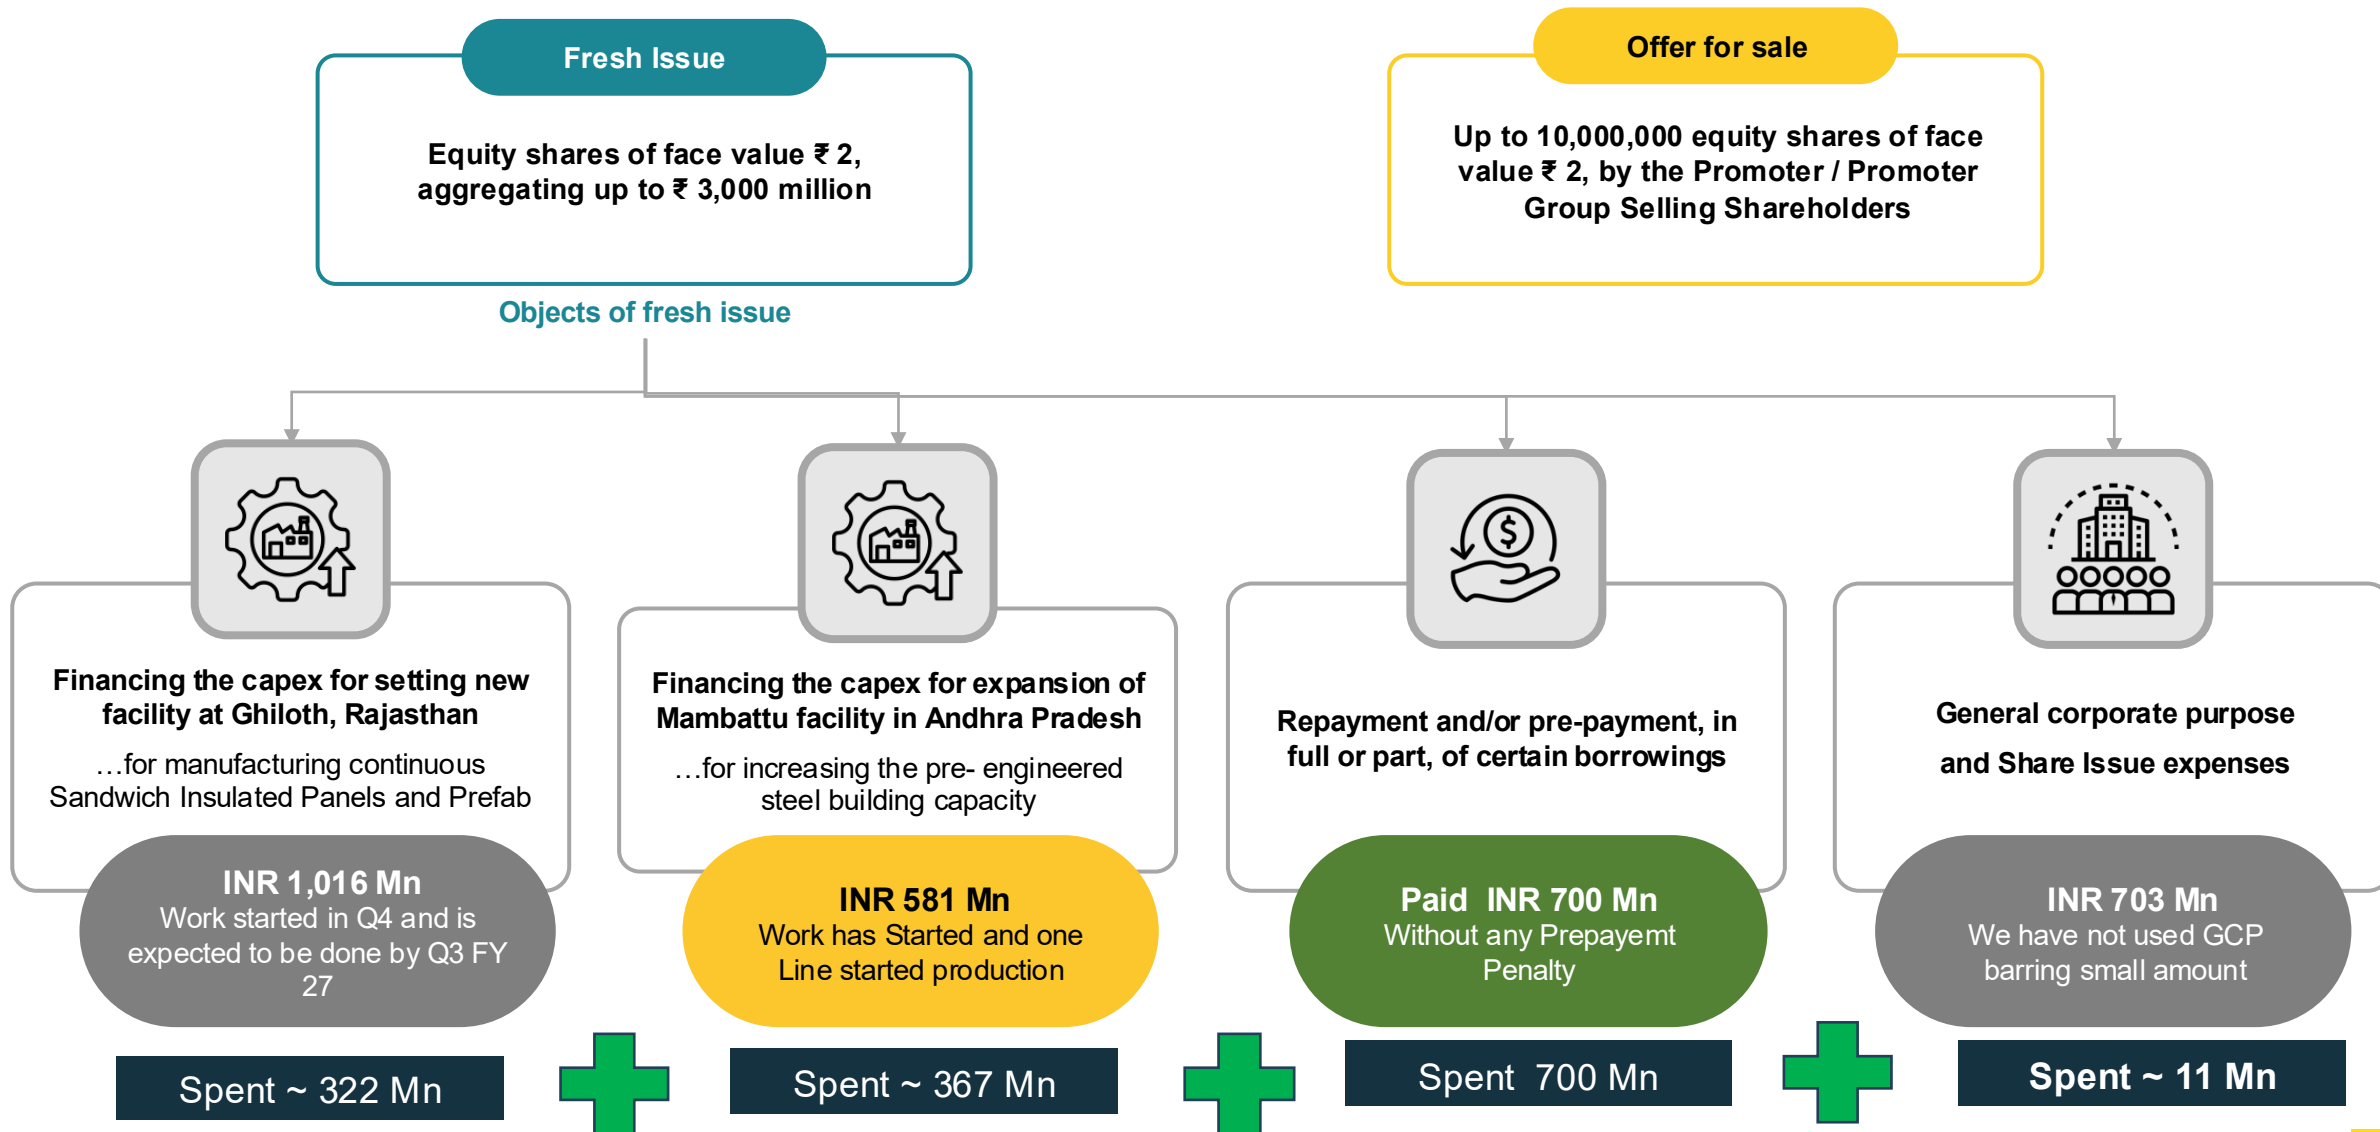 Fresh Issue
Equity shares of face value ₹ 2,
aggregating up to ₹ 3,000 million
Offer for sale
Up to 10,000,000 equity shares of face
value ₹ 2, by the Promoter / Promoter
Group Selling Shareholders
Objects of fresh issue
Financing the capex for setting new
facility at Ghiloth, Rajasthan
…for manufacturing continuous
Sandwich Insulated Panels and Prefab
INR 1,016 Mn
Work started in Q4 and is
expected to be done by Q3 FY
27
Spent ~ 322 Mn
Financing the capex for expansion of
Mambattu facility in Andhra Pradesh
…for increasing the pre- engineered
steel building capacity
INR 581 Mn
Work has Started and one
Line started production
Spent ~ 367 Mn
$
Repayment and/or pre-payment, in
full or part, of certain borrowings
Paid INR 700 Mn
Without any Prepayemt
Penalty
Spent 700 Mn
General corporate purpose
and Share Issue expenses
INR 703 Mn
We have not used GCP
barring small amount
Spent ~ 11 Mn